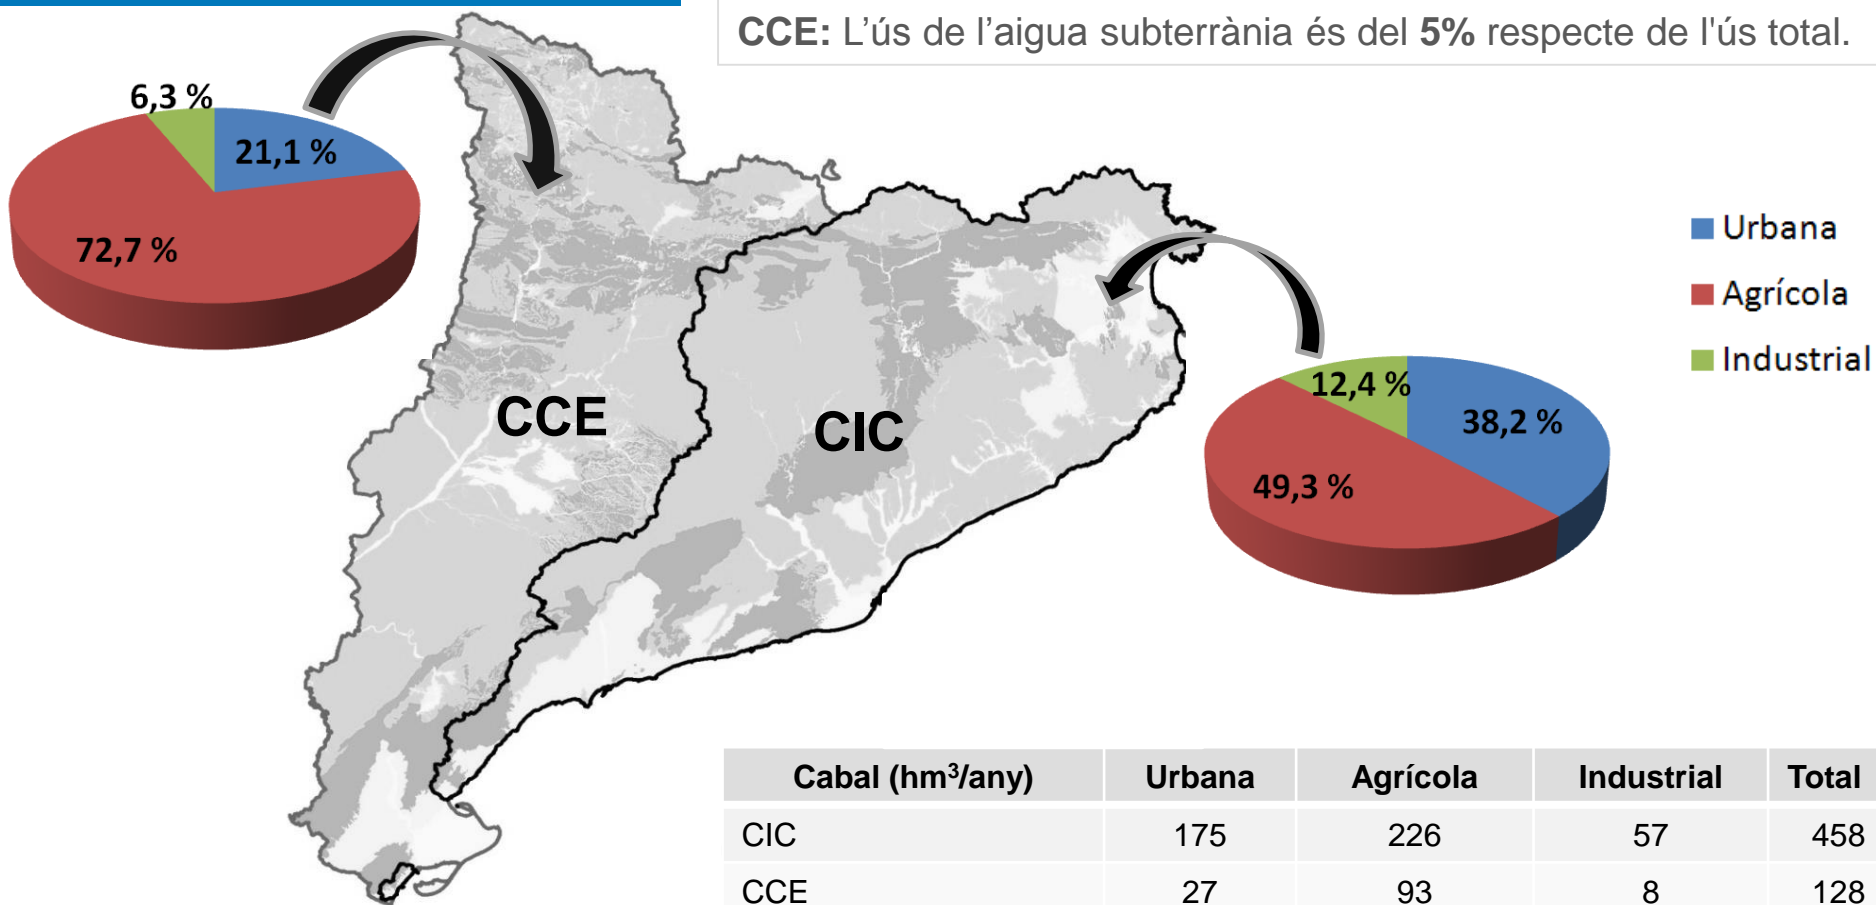 CCE: L'ús de l'aigua subterrània és del 5% respecte de l'ús total.
6,3 %
21,1 %
72,7 %
CCE
CIC
Urbana
Agrícola
Industrial
12,4 %
38,2 %
49,3 %
Cabal (hm³/any) Urbana Agrícola Industrial Total
CIC 175 226 57 458
CCE 27 93 8 128